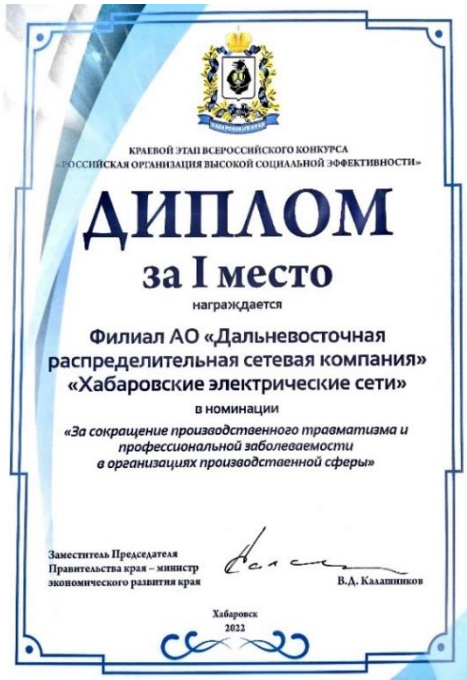 ХАБАРОВСКИЙ КРАЙ
КРАЕВОЙ ЭТАП ВСЕРОССИЙСКОГО КОНКУРСА
«РОССИЙСКАЯ ОРГАНИЗАЦИЯ ВЫСОКОЙ СОЦИАЛЬНОЙ ЭФФЕКТИВНОСТИ»
ДИПЛОМ
за I место
награждается
Филиал АО «Дальневосточная
распределительная сетевая компания»
«Хабаровские электрические сети»
в номинации
«За сокращение производственного травматизма и
профессиональной заболеваемости
в организациях производственной сферы»
Заместитель Председателя
Правительства края – министр
экономического развития края
В.Д. Калашников
Хабаровск
2022